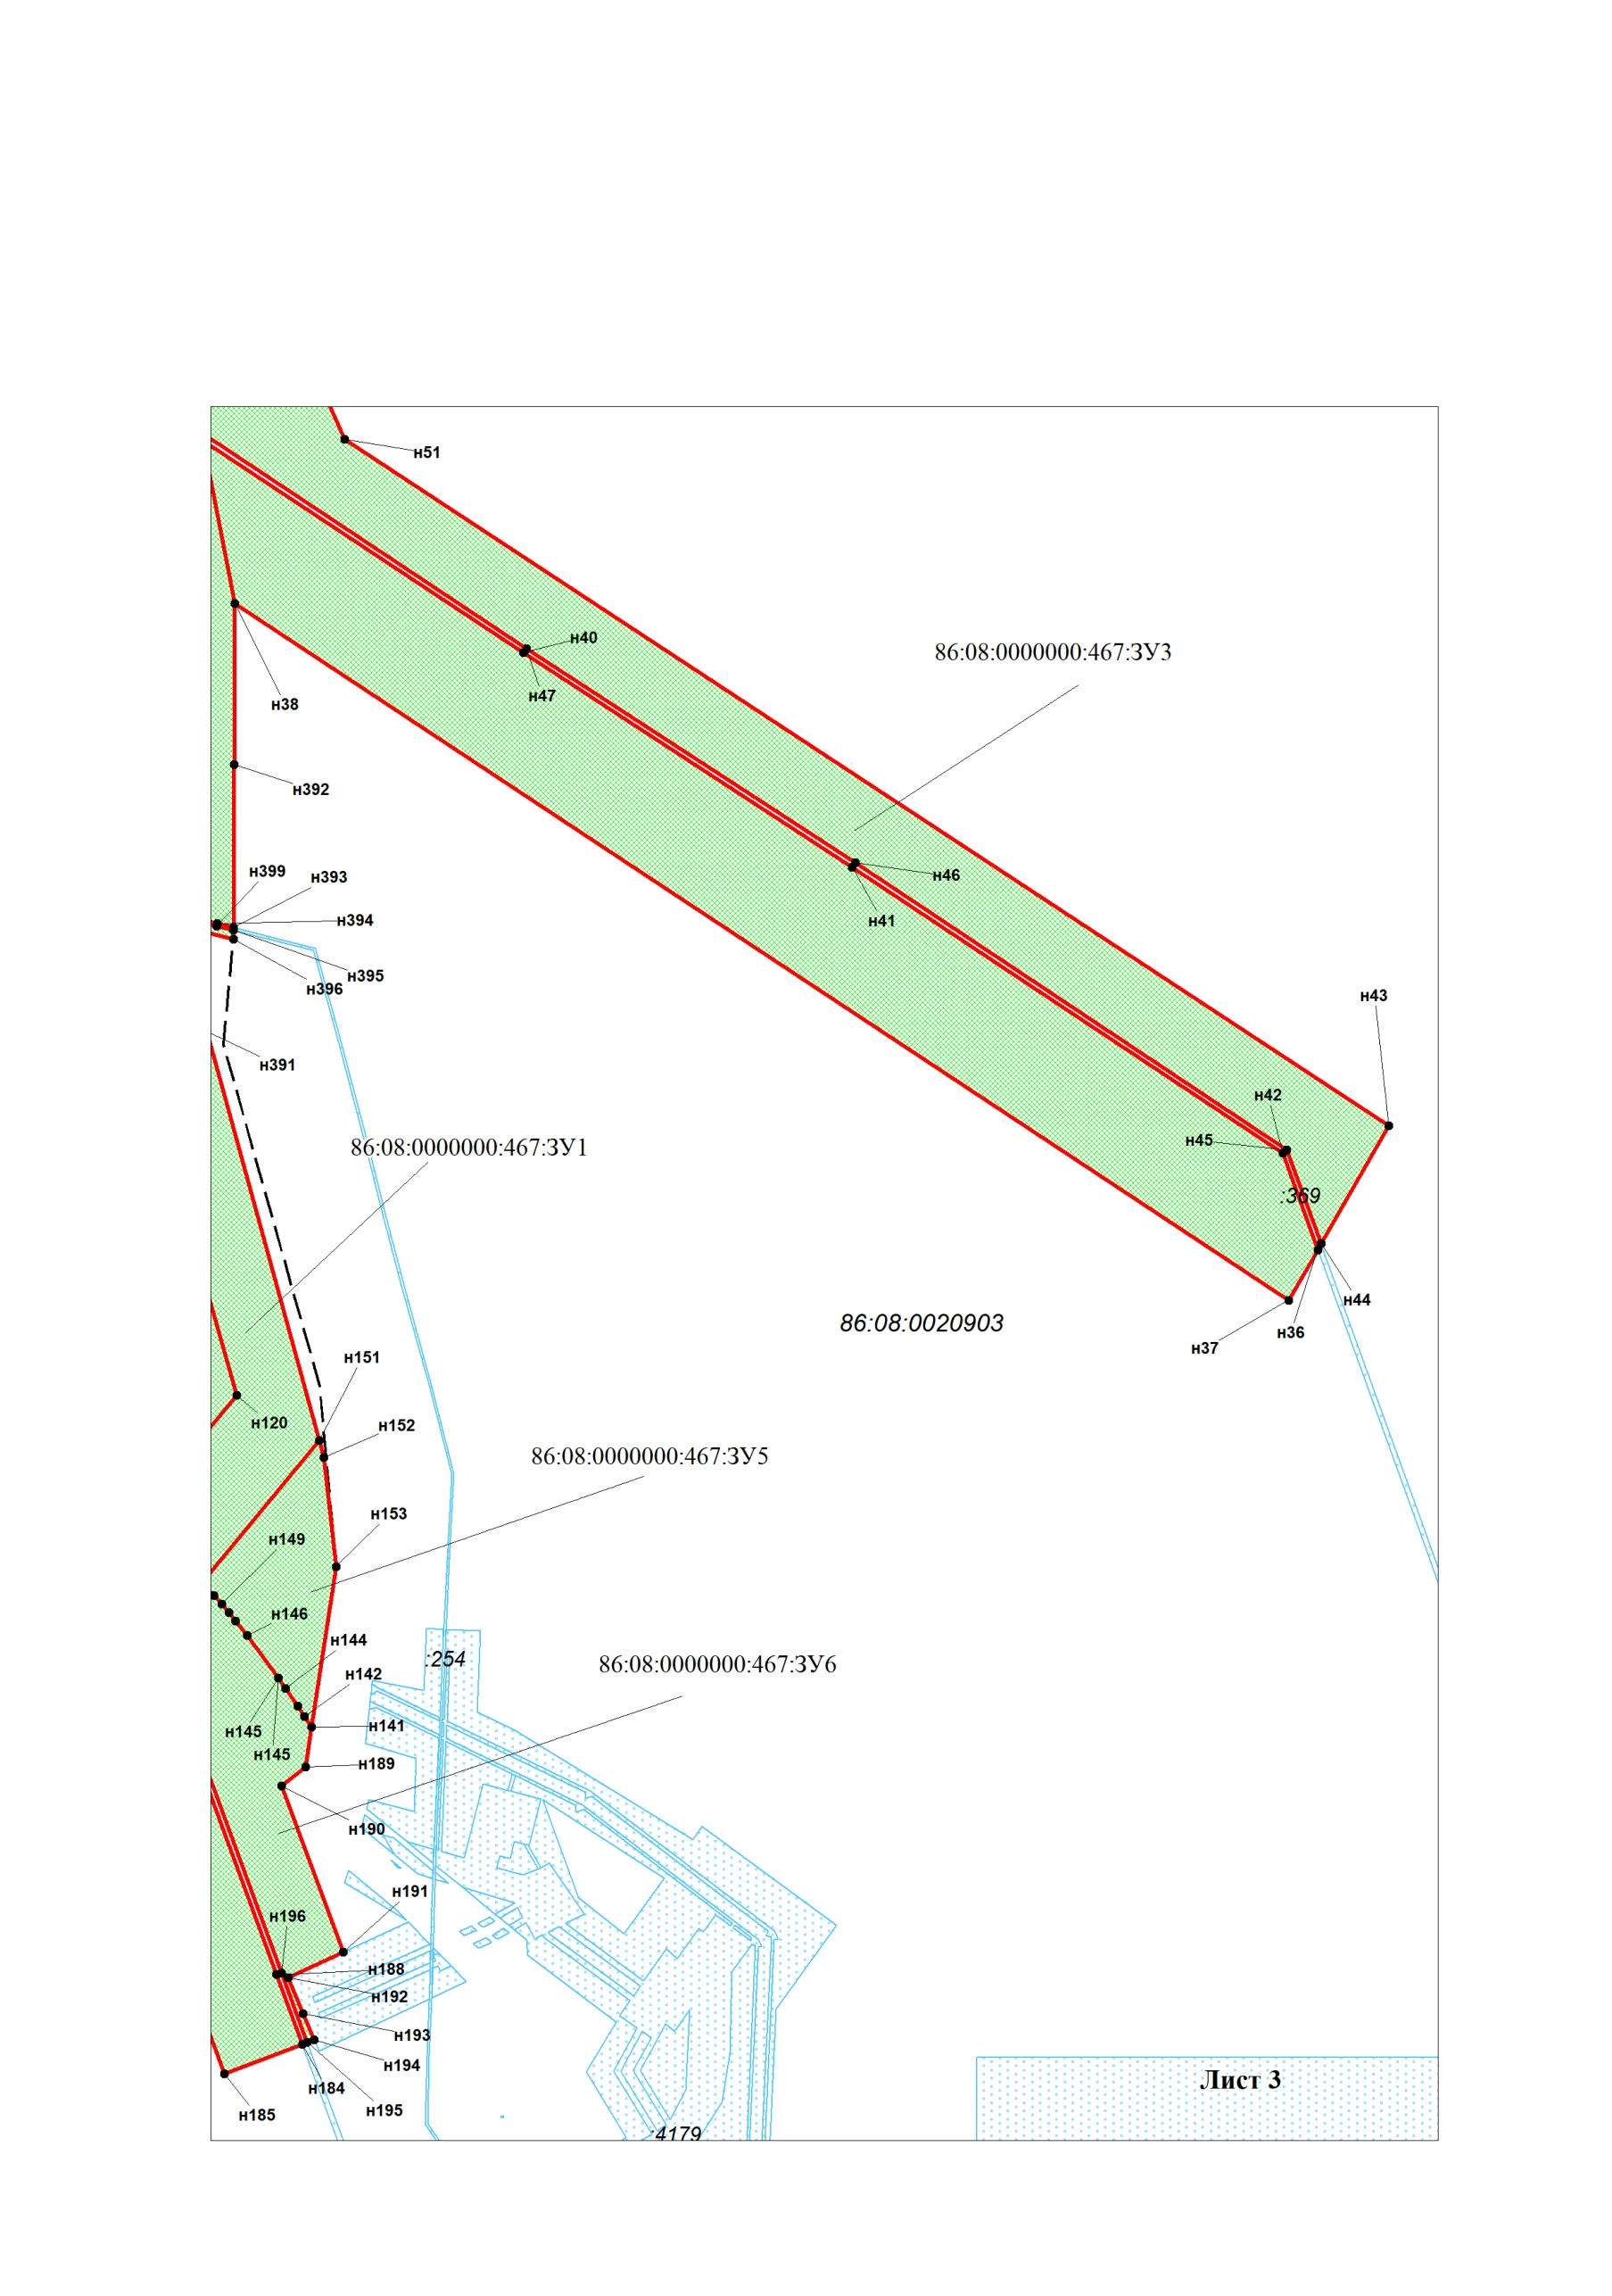 н51
н40
86:08:0000000:467:ЗУ3
н47
н38
н392
н399
н393
н46
н394
н41
н395
н396
н43
н391
н42
н45
86:08:0000000:467:ЗУ1
:369
н44
86:08:0020903
н36
н37
н151
н120
н152
86:08:0000000:467:ЗУ5
н153
н149
н146
н144
:254
86:08:0000000:467:ЗУ6
н142
н141
н145
н145
н189
н190
н191
н196
н188
н192
н193
н194
Лист 3
н184
н195
н185
:4179